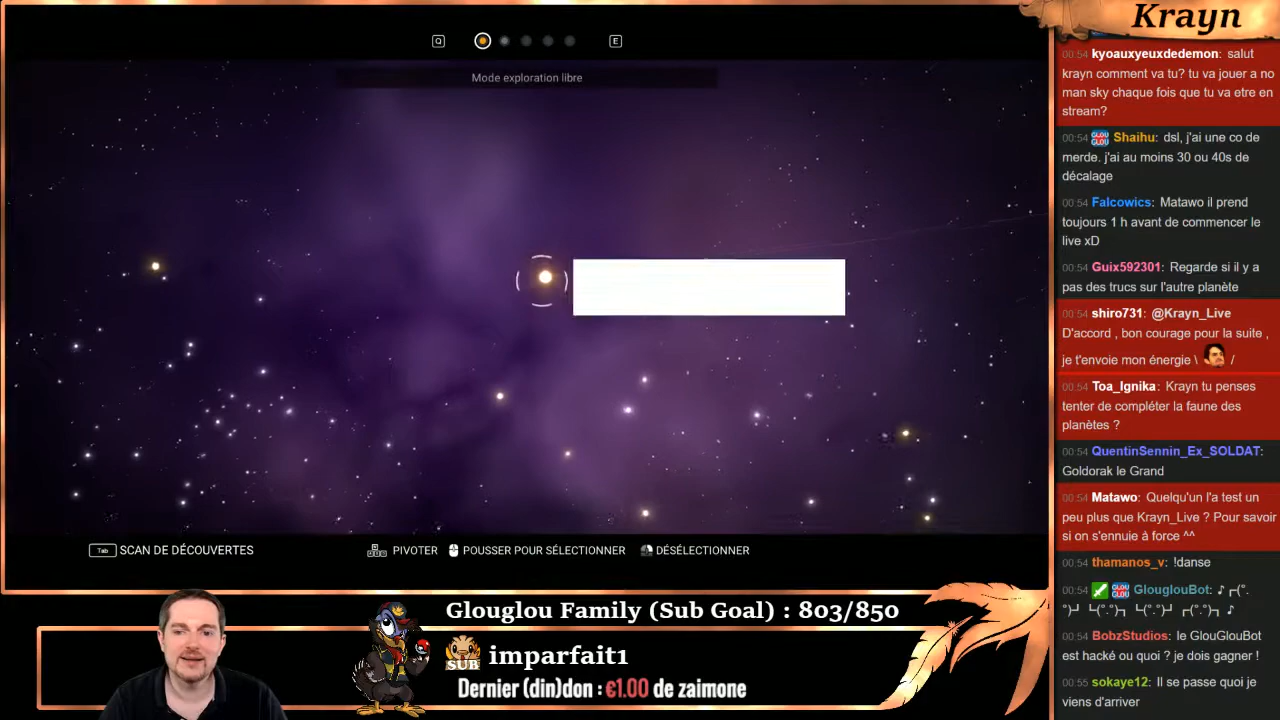 Krayn
Q
E
Mode exploration libre
00:54 kyoauxyeuxdedemon: salut
krayn comment va tu? tu va jouer a no
man sky chaque fois que tu va etre en
stream?
00:54 Shaihu: dsl, j'ai une co de
merde. j'ai au moins 30 ou 40s de
décalage
00:54 Falcowics: Matawo il prend
toujours 1 h avant de commencer le
live xD
00:54 Guix592301: Regarde si il y a
pas des trucs sur l'autre planète
00:54 shiro731: @Krayn_Live
D'accord , bon courage pour la suite ,
je t'envoie mon énergie \ /
00:54 Toa_Ignika: Krayn tu penses
tenter de compléter la faune des
planètes ?
00:54 QuentinSennin_Ex_SOLDAT:
Goldorak le Grand
00:54 Matawo: Quelqu'un l'a test un
peu plus que Krayn_Live ? Pour savoir
si on s'ennuie à force ^^
00:54 thamanos_v: !danse
00:54 GlouglouBot: ♪ ┌(°.
°)┘ └(°.°)┐ └(°.°)┘ ┌(°.°)┐ ♪
00:54 BobzStudios: le GlouGlouBot
est hacké ou quoi ? je dois gagner !
00:55 sokaye12: Il se passe quoi je
viens d'arriver
Tab SCAN DE DÉCOUVERTES
PIVOTER
POUSSER POUR SÉLECTIONNER
DÉSÉLECTIONNER
Glouglou Family (Sub Goal) : 803/850
SUB imparfait1
Dernier (din)don : €1.00 de zaimone